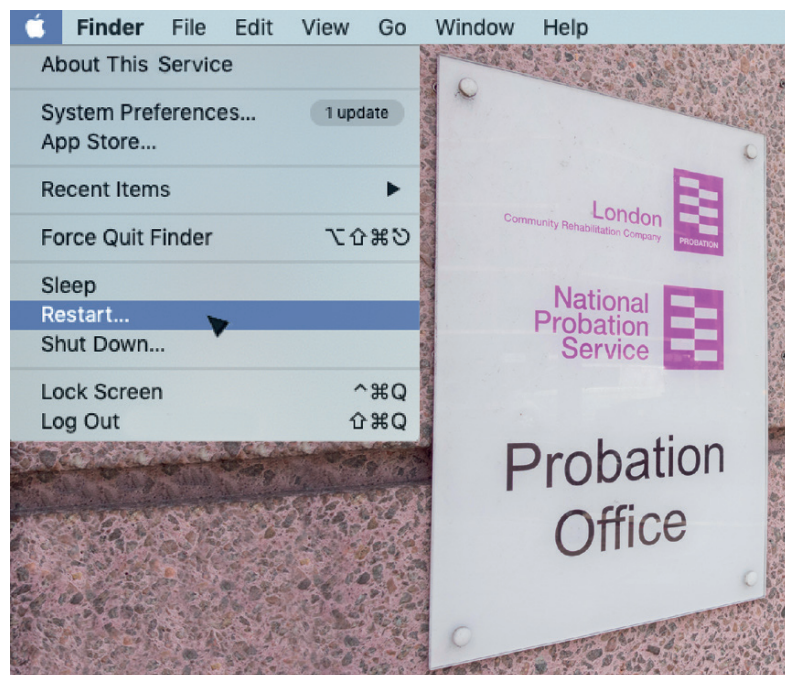 Finder File Edit View Go Window Help
About This Service
System Preferences... 1 update
App Store...
Recent Items
Force Quit Finder ⌥⇧⌘⎋
Sleep
Restart...
Shut Down...
Lock Screen ^⌘Q
Log Out ⇧⌘Q
London
Community Rehabilitation Company
PROBATION
National
Probation
Service
Probation
Office